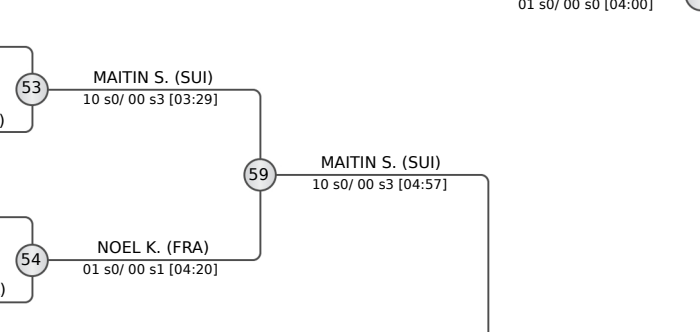 01 s0/ 00 s0 [04:00]
53
MAITIN S. (SUI)
10 s0/ 00 s3 [03:29]
)
59
MAITIN S. (SUI)
10 s0/ 00 s3 [04:57]
54
NOEL K. (FRA)
01 s0/ 00 s1 [04:20]
)